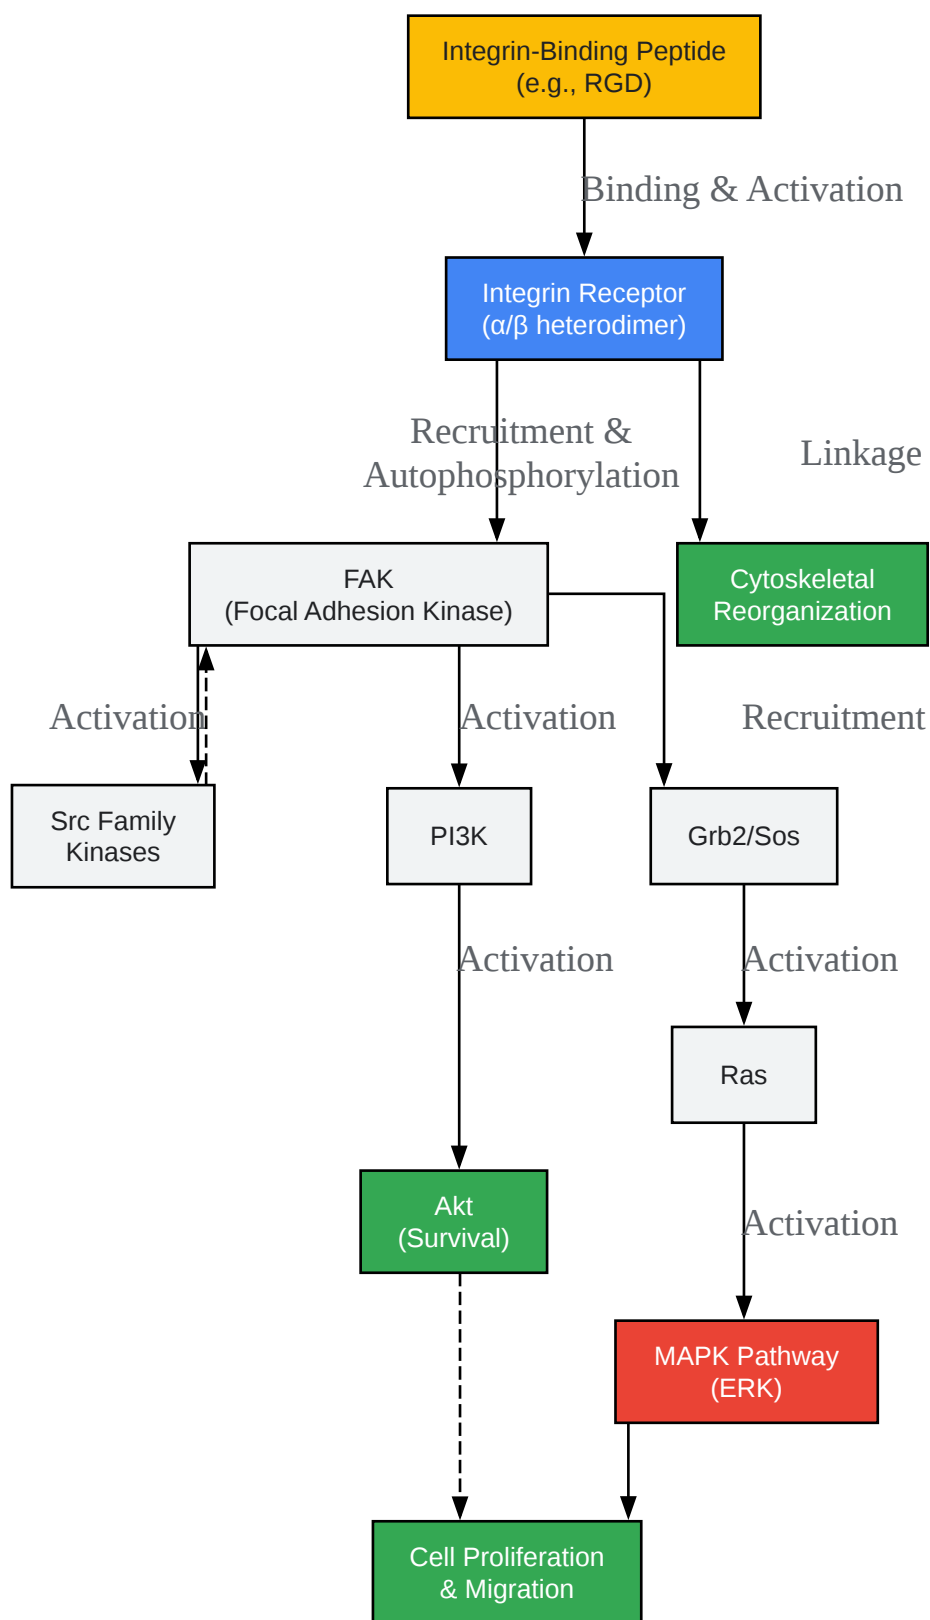 Integrin-Binding Peptide
(e.g., RGD)
Binding & Activation
Integrin Receptor
(α/β heterodimer)
Recruitment &
Autophosphorylation
Linkage
FAK
(Focal Adhesion Kinase)
Cytoskeletal
Reorganization
Activation
Activation
Recruitment
Src Family
Kinases
PI3K
Grb2/Sos
Activation
Activation
Ras
Akt
(Survival)
Activation
MAPK Pathway
(ERK)
Cell Proliferation
& Migration